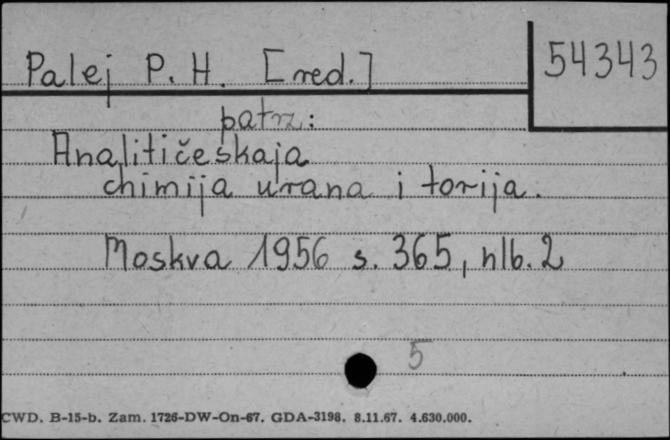 Palej P. H. [red.]
54343
patrz:
Analitičeskaja
chimija urana i torija.
Moskva 1956 s. 365, nlb. 2
5
CWD. B-15-b. Zam. 1726-DW-On-67. GDA-3198. 8.11.67. 4.630.000.